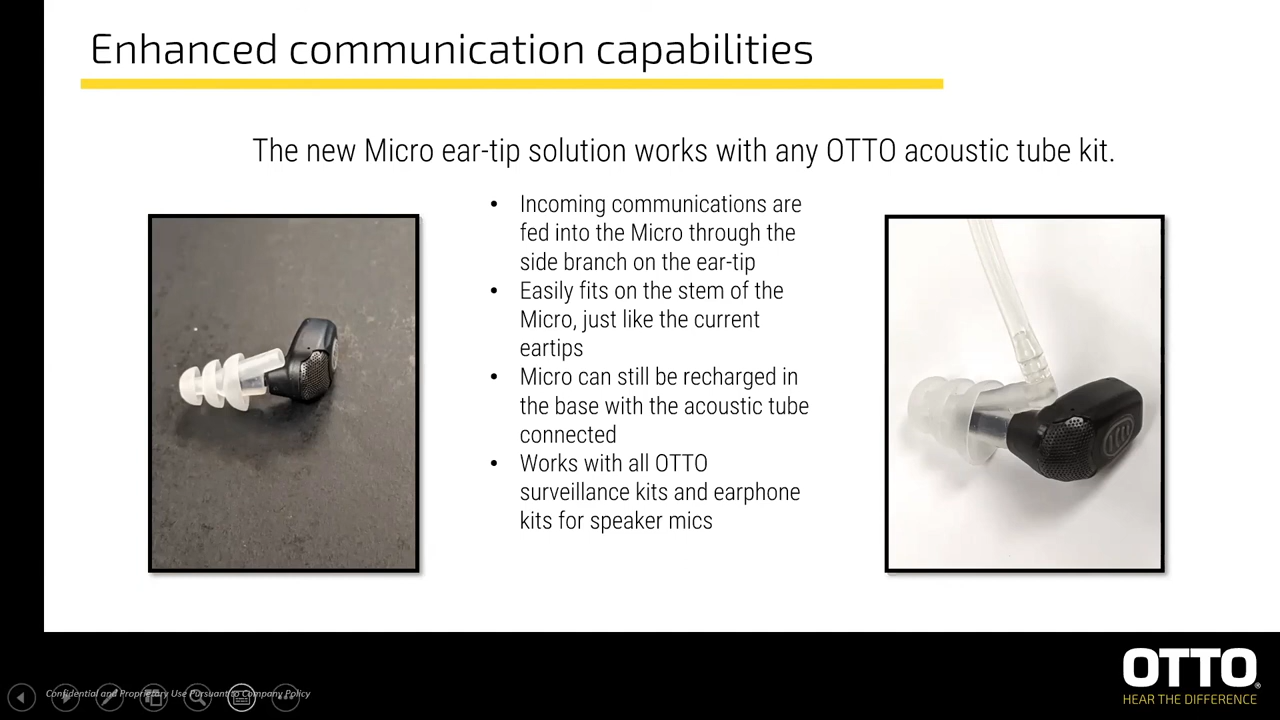 Enhanced communication capabilities
The new Micro ear-tip solution works with any OTTO acoustic tube kit.
• Incoming communications are
fed into the Micro through the
side branch on the ear-tip
• Easily fits on the stem of the
Micro, just like the current
eartips
• Micro can still be recharged in
the base with the acoustic tube
connected
• Works with all OTTO
surveillance kits and earphone
kits for speaker mics
OTTO®
HEAR THE DIFFERENCE
Confidential and Proprietary Use Pursuant to Company Policy